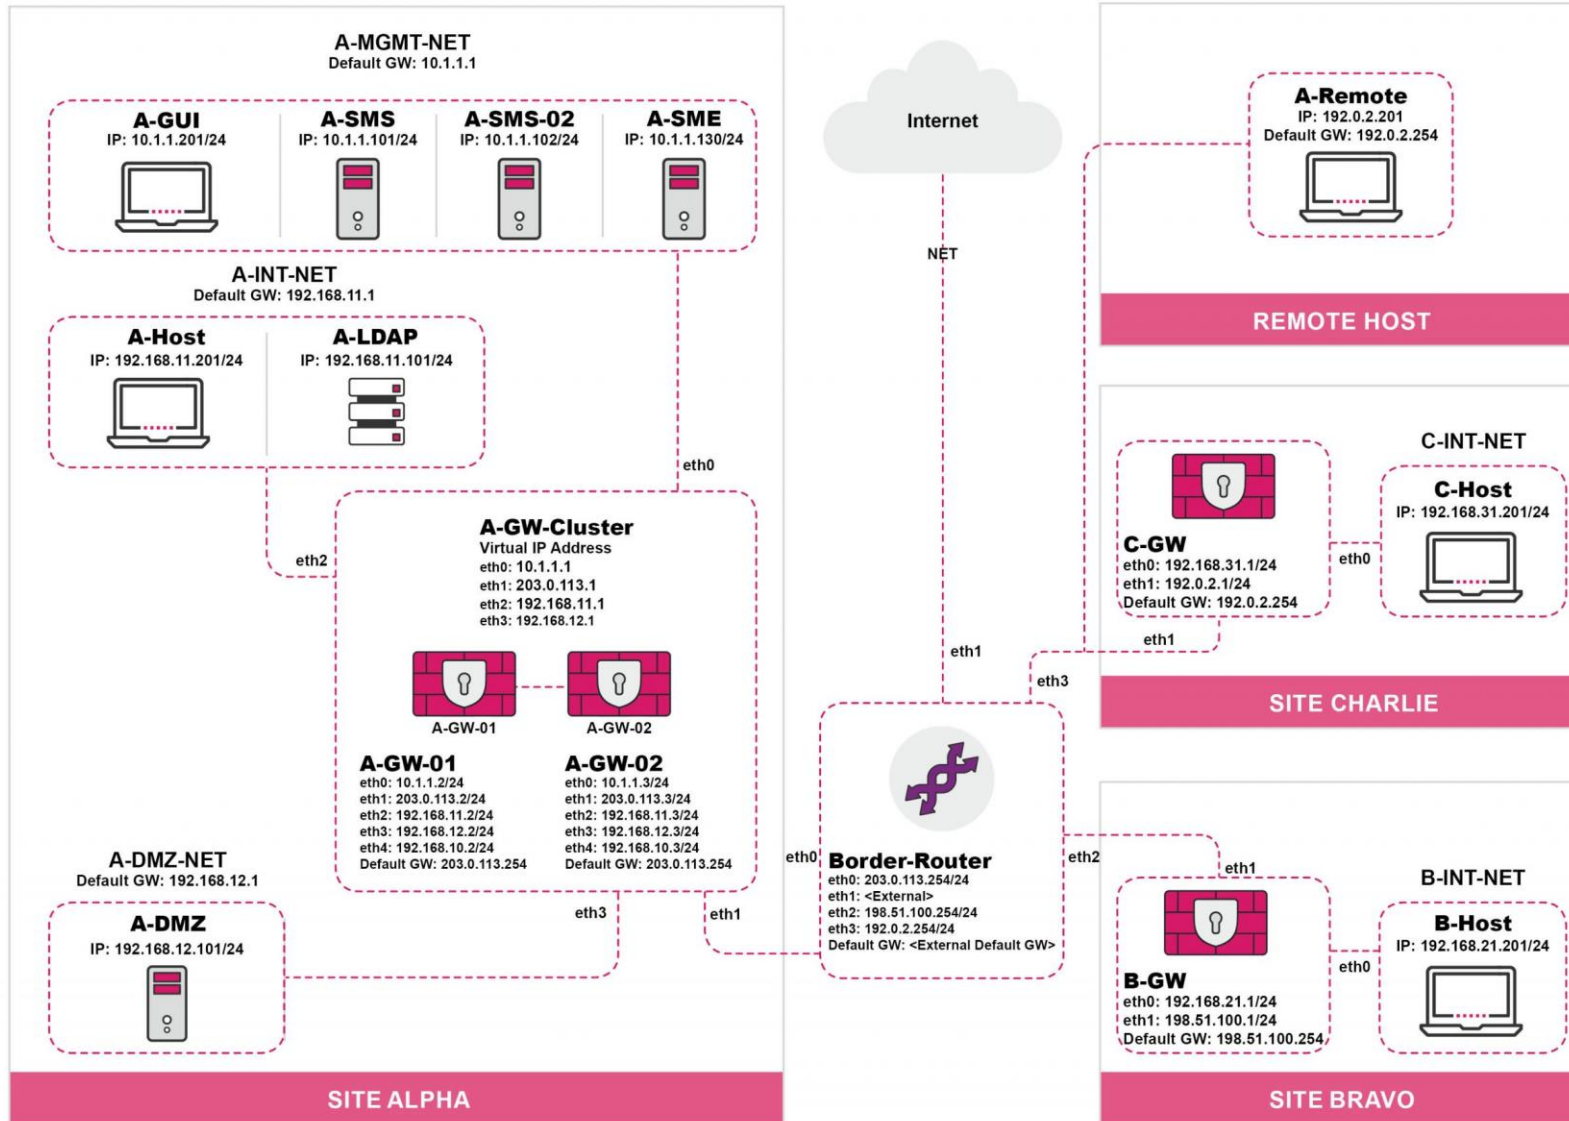 A-MGMT-NET
Default GW: 10.1.1.1
A-GUI
IP: 10.1.1.201/24
A-SMS
IP: 10.1.1.101/24
A-SMS-02
IP: 10.1.1.102/24
A-SME
IP: 10.1.1.130/24
A-INT-NET
Default GW: 192.168.11.1
A-Host
IP: 192.168.11.201/24
A-LDAP
IP: 192.168.11.101/24
eth0
eth2
A-GW-Cluster
Virtual IP Address
eth0: 10.1.1.1
eth1: 203.0.113.1
eth2: 192.168.11.1
eth3: 192.168.12.1
A-GW-01
A-GW-02
A-GW-01
eth0: 10.1.1.2/24
eth1: 203.0.113.2/24
eth2: 192.168.11.2/24
eth3: 192.168.12.2/24
eth4: 192.168.10.2/24
Default GW: 203.0.113.254
A-GW-02
eth0: 10.1.1.3/24
eth1: 203.0.113.3/24
eth2: 192.168.11.3/24
eth3: 192.168.12.3/24
eth4: 192.168.10.3/24
Default GW: 203.0.113.254
A-DMZ-NET
Default GW: 192.168.12.1
A-DMZ
IP: 192.168.12.101/24
eth3
eth1
SITE ALPHA
Internet
NET
eth1
eth3
eth0
eth2
Border-Router
eth0: 203.0.113.254/24
eth1: <External>
eth2: 198.51.100.254/24
eth3: 192.0.2.254/24
Default GW: <External Default GW>
A-Remote
IP: 192.0.2.201
Default GW: 192.0.2.254
REMOTE HOST
C-GW
eth0: 192.168.31.1/24
eth1: 192.0.2.1/24
Default GW: 192.0.2.254
eth0
eth1
C-INT-NET
C-Host
IP: 192.168.31.201/24
SITE CHARLIE
eth1
B-GW
eth0: 192.168.21.1/24
eth1: 198.51.100.1/24
Default GW: 198.51.100.254
eth0
B-INT-NET
B-Host
IP: 192.168.21.201/24
SITE BRAVO